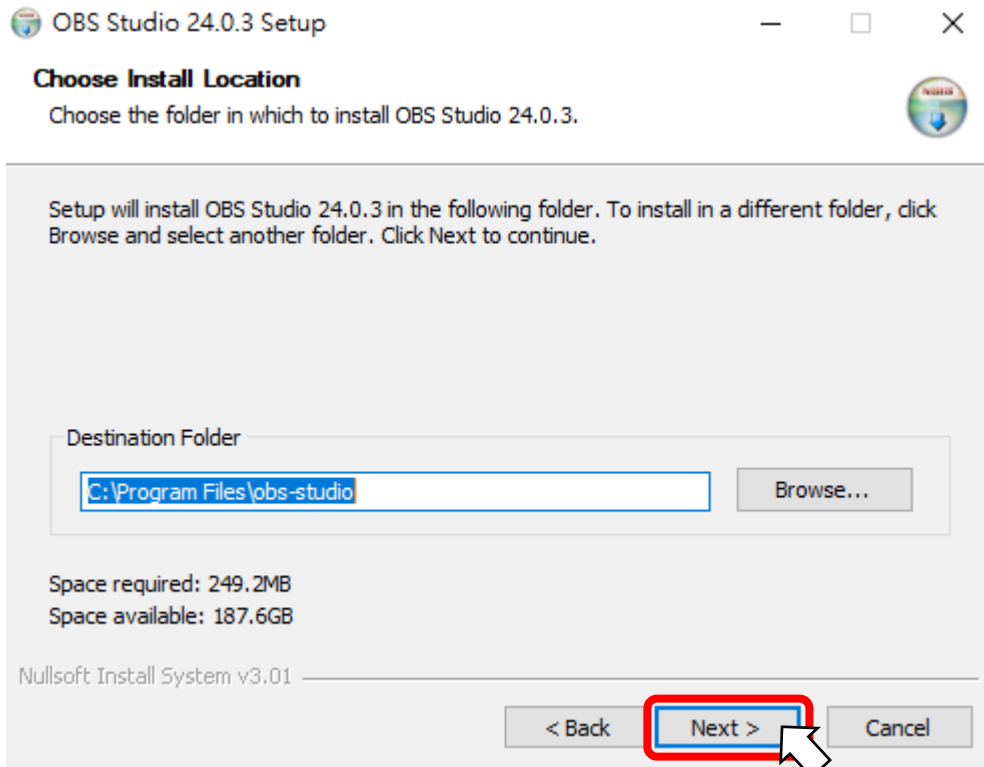 OBS Studio 24.0.3 Setup
Choose Install Location
Choose the folder in which to install OBS Studio 24.0.3.
Setup will install OBS Studio 24.0.3 in the following folder. To install in a different folder, click
Browse and select another folder. Click Next to continue.
Destination Folder
C:\Program Files\obs-studio
Browse...
Space required: 249.2MB
Space available: 187.6GB
Nullsoft Install System v3.01
< Back
Next >
Cancel